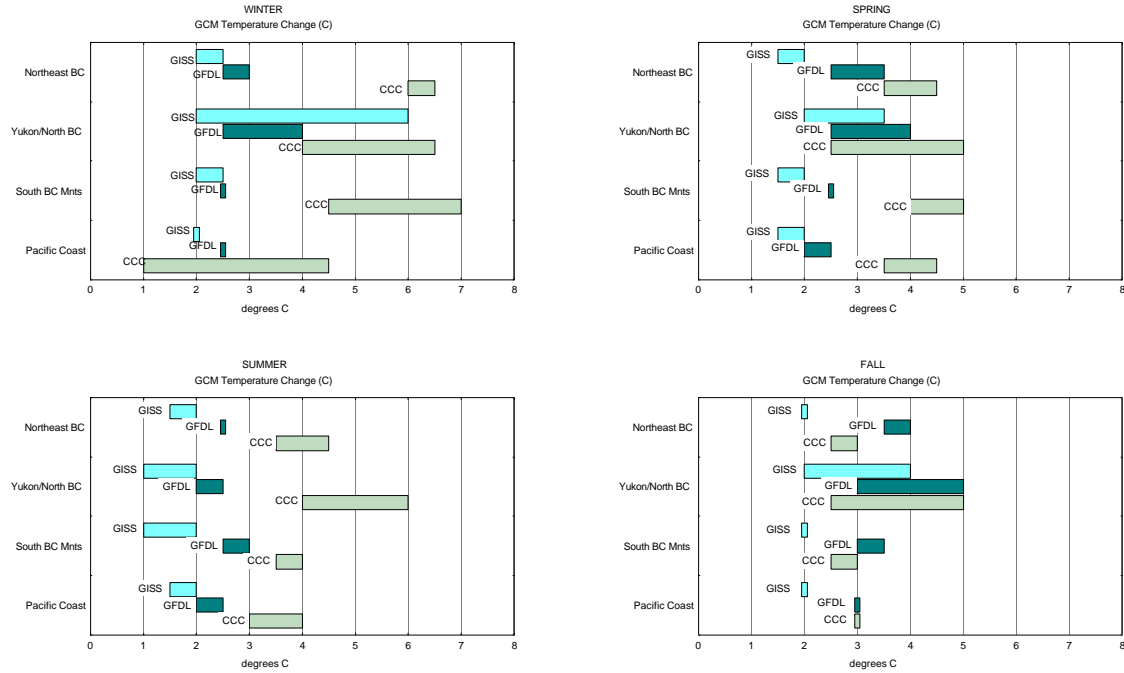 WINTER
GCM Temperature Change (C)
Northeast BC
GISS
GFDL
CCC
Yukon/North BC
GISS
GFDL
CCC
South BC Mnts
GISS
GFDL
CCC
Pacific Coast
GISS
GFDL
CCC
0 1 2 3 4 5 6 7 8
degrees C
SPRING
GCM Temperature Change (C)
Northeast BC
GISS
GFDL
CCC
Yukon/North BC
GISS
GFDL
CCC
South BC Mnts
GISS
GFDL
CCC
Pacific Coast
GISS
GFDL
CCC
0 1 2 3 4 5 6 7 8
degrees C
SUMMER
GCM Temperature Change (C)
Northeast BC
GISS
GFDL
CCC
Yukon/North BC
GISS
GFDL
CCC
South BC Mnts
GISS
GFDL
CCC
Pacific Coast
GISS
GFDL
CCC
0 1 2 3 4 5 6 7 8
degrees C
FALL
GCM Temperature Change (C)
Northeast BC
GISS
GFDL
CCC
Yukon/North BC
GISS
GFDL
CCC
South BC Mnts
GISS
GFDL
CCC
Pacific Coast
GISS
GFDL
CCC
0 1 2 3 4 5 6 7 8
degrees C